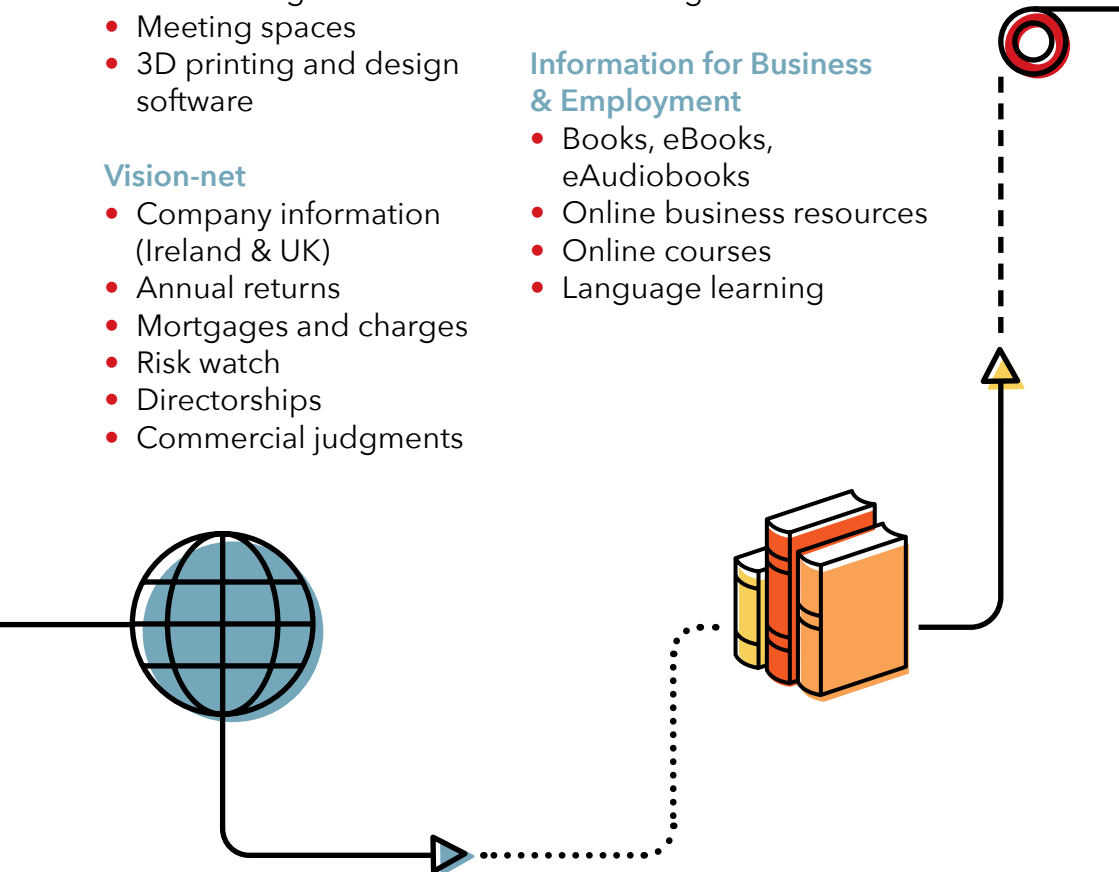 • Meeting spaces
• 3D printing and design
software
Vision-net
• Company information
(Ireland & UK)
• Annual returns
• Mortgages and charges
• Risk watch
• Directorships
• Commercial judgments
Information for Business
& Employment
• Books, eBooks,
eAudiobooks
• Online business resources
• Online courses
• Language learning